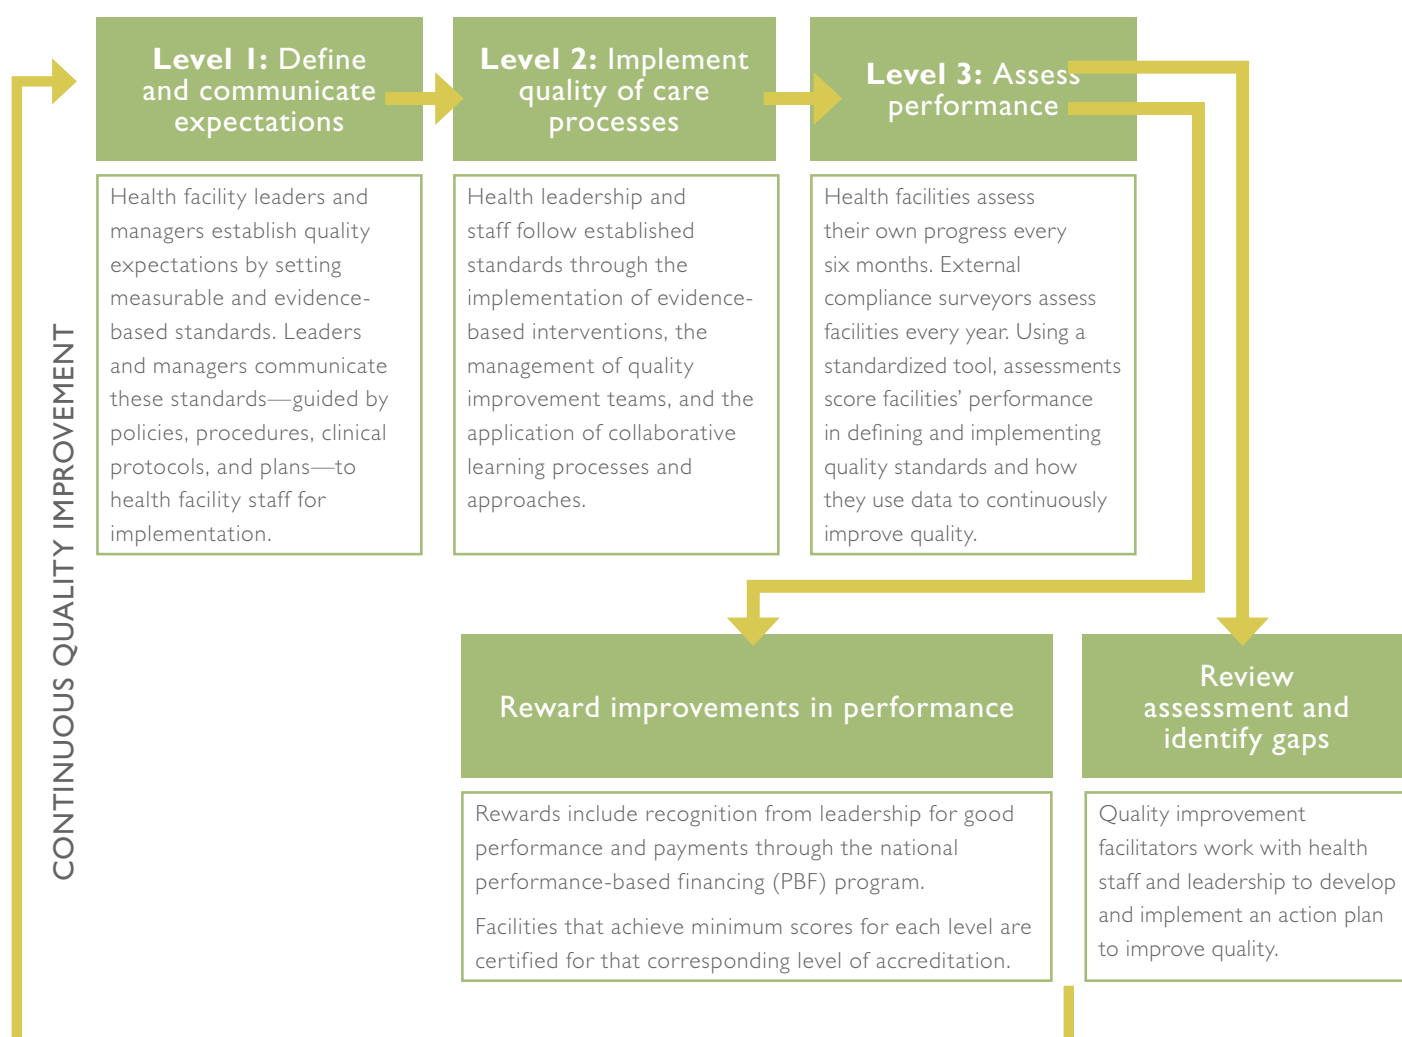 CONTINUOUS QUALITY IMPROVEMENT
Level 1: Define
and communicate
expectations
Health facility leaders and
managers establish quality
expectations by setting
measurable and evidence-
based standards. Leaders
and managers communicate
these standards—guided by
policies, procedures, clinical
protocols, and plans—to
health facility staff for
implementation.
Level 2: Implement
quality of care
processes
Health leadership and
staff follow established
standards through the
implementation of evidence-
based interventions, the
management of quality
improvement teams, and the
application of collaborative
learning processes and
approaches.
Level 3: Assess
performance
Health facilities assess
their own progress every
six months. External
compliance surveyors assess
facilities every year. Using a
standardized tool, assessments
score facilities’ performance
in defining and implementing
quality standards and how
they use data to continuously
improve quality.
Reward improvements in performance
Rewards include recognition from leadership for good
performance and payments through the national
performance-based financing (PBF) program.
Facilities that achieve minimum scores for each level are
certified for that corresponding level of accreditation.
Review
assessment and
identify gaps
Quality improvement
facilitators work with health
staff and leadership to develop
and implement an action plan
to improve quality.